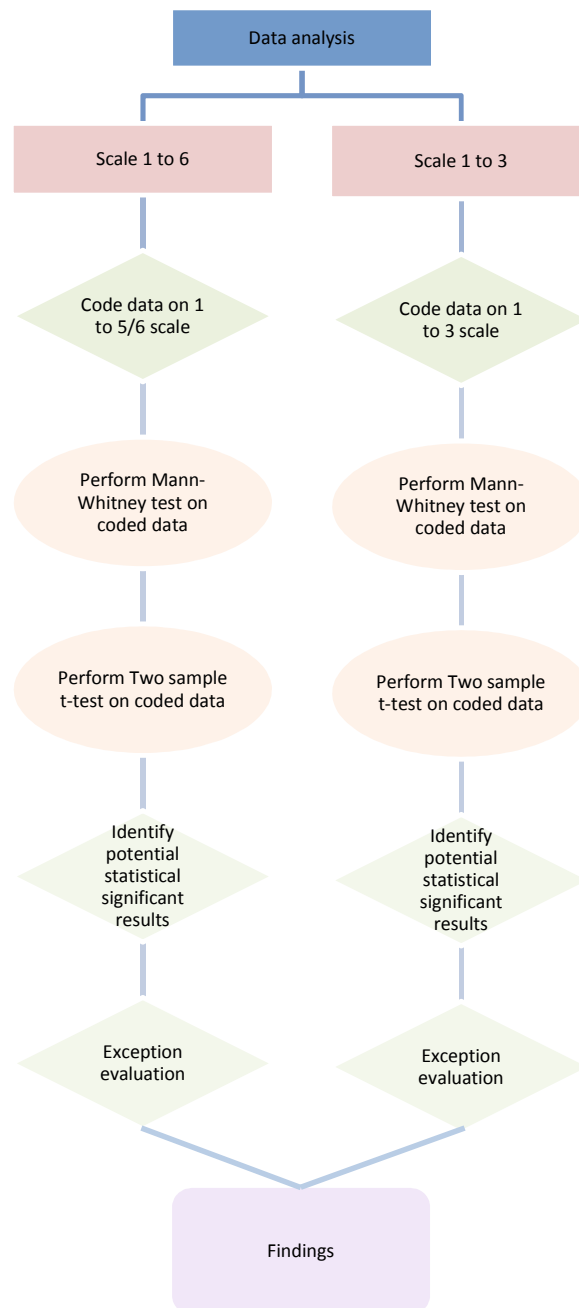 Data analysis
Scale 1 to 6
Scale 1 to 3
Code data on 1
to 5/6 scale
Code data on 1
to 3 scale
Perform Mann-
Whitney test on
coded data
Perform Mann-
Whitney test on
coded data
Perform Two sample
t-test on coded data
Perform Two sample
t-test on coded data
Identify
potential
statistical
significant
results
Identify
potential
statistical
significant
results
Exception
evaluation
Exception
evaluation
Findings